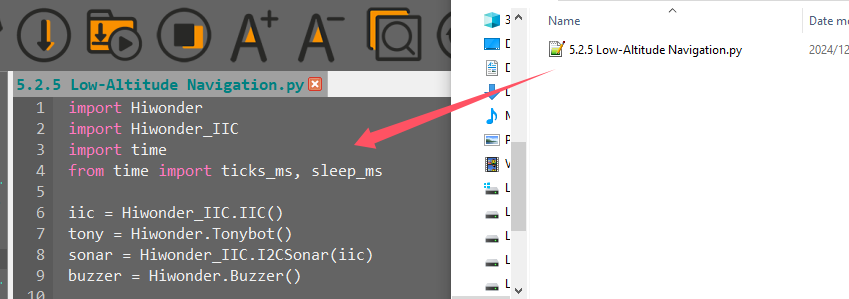 A+
A-
5.2.5 Low-Altitude Navigation.py
1 import Hiwonder
2 import Hiwonder_IIC
3 import time
4 from time import ticks_ms, sleep_ms
5
6 iic = Hiwonder_IIC.IIC()
7 tony = Hiwonder.Tonybot()
8 sonar = Hiwonder_IIC.I2CSonar(iic)
9 buzzer = Hiwonder.Buzzer()
10
3
D
D
L
M
P
V
L
L
L
L
L
Name
Date mo
5.2.5 Low-Altitude Navigation.py
2024/12